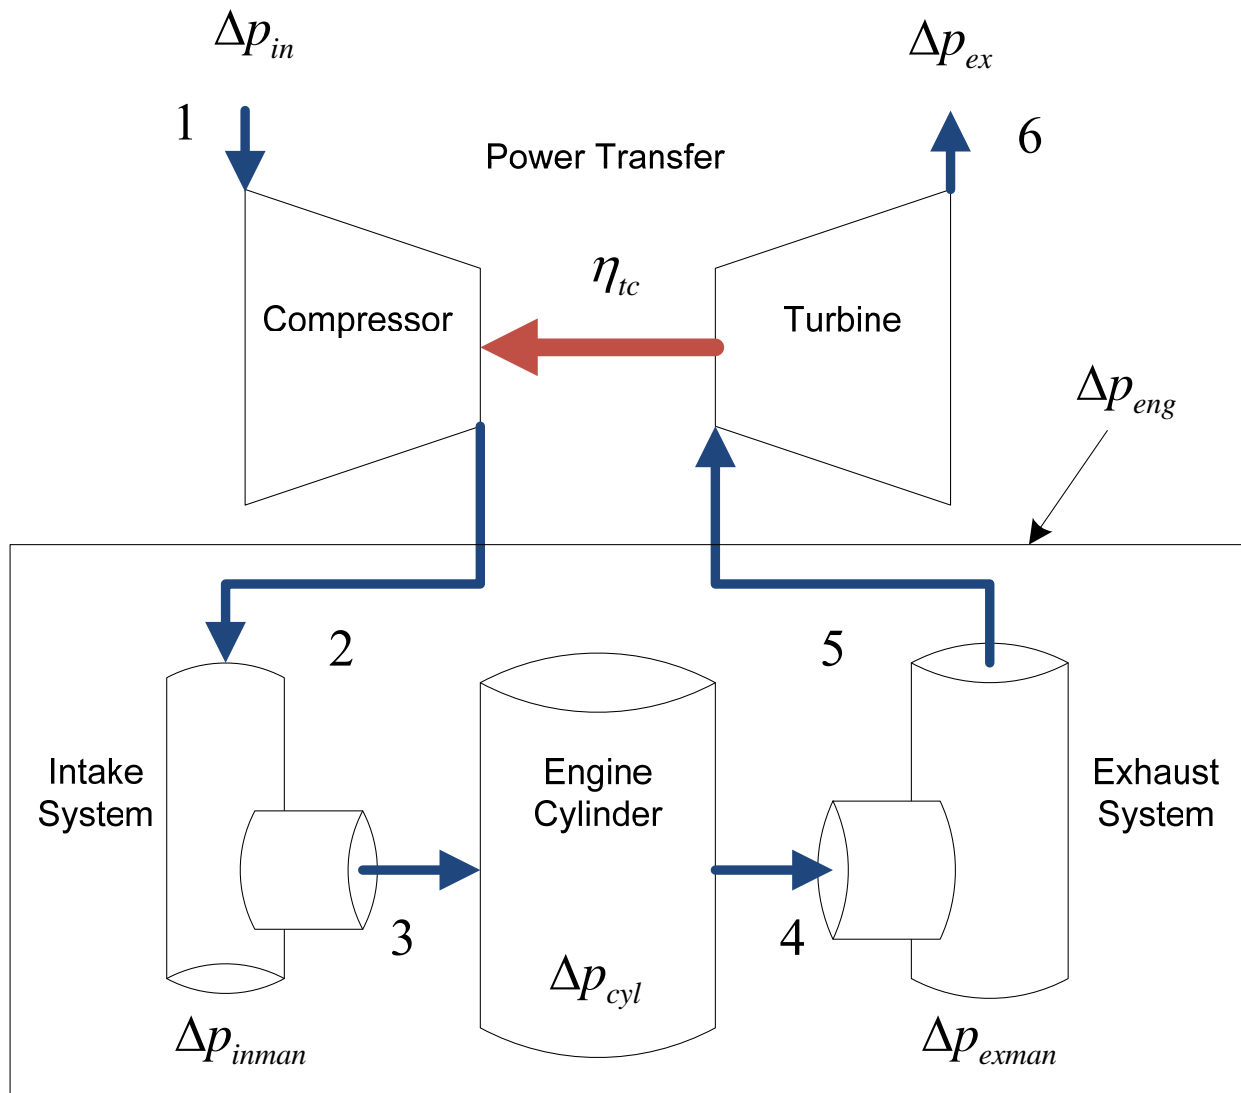 Δp_in
Δp_ex
1
6
Power Transfer
η_tc
Compressor
Turbine
Δp_eng
2
5
Intake
System
Engine
Cylinder
Exhaust
System
3
4
Δp_cyl
Δp_inman
Δp_exman